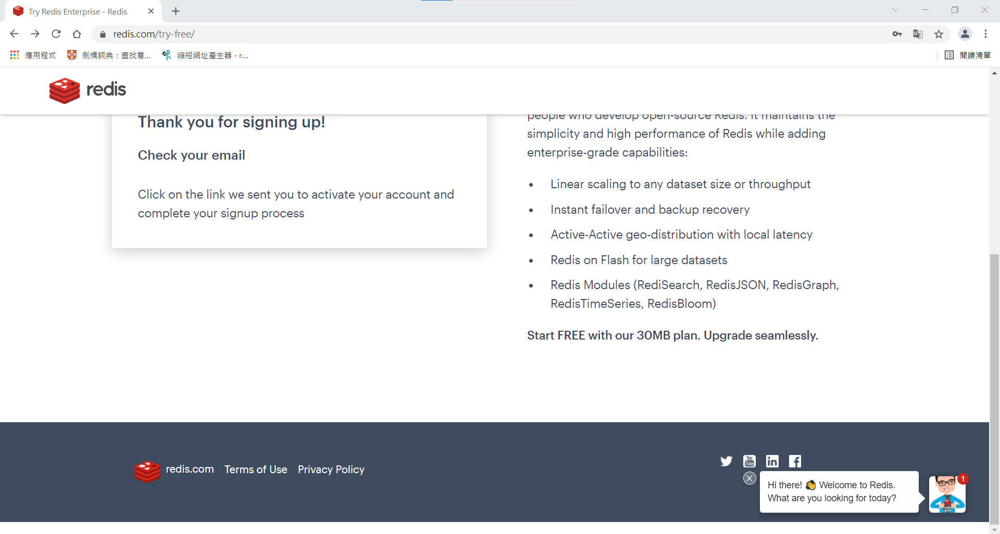 Try Redis Enterprise - Redis
redis.com/try-free/
應用程式
劍橋詞典：查找意...
縮短網址產生器 - r...
閱讀清單
redis
Thank you for signing up!
Check your email
Click on the link we sent you to activate your account and
complete your signup process
people who develop open-source Redis. It maintains the
simplicity and high performance of Redis while adding
enterprise-grade capabilities:
• Linear scaling to any dataset size or throughput
• Instant failover and backup recovery
• Active-Active geo-distribution with local latency
• Redis on Flash for large datasets
• Redis Modules (RediSearch, RedisJSON, RedisGraph,
RedisTimeSeries, RedisBloom)
Start FREE with our 30MB plan. Upgrade seamlessly.
redis.com Terms of Use Privacy Policy
You
Tube
in
f
Hi there! 👋 Welcome to Redis.
What are you looking for today?
1
redis
geek